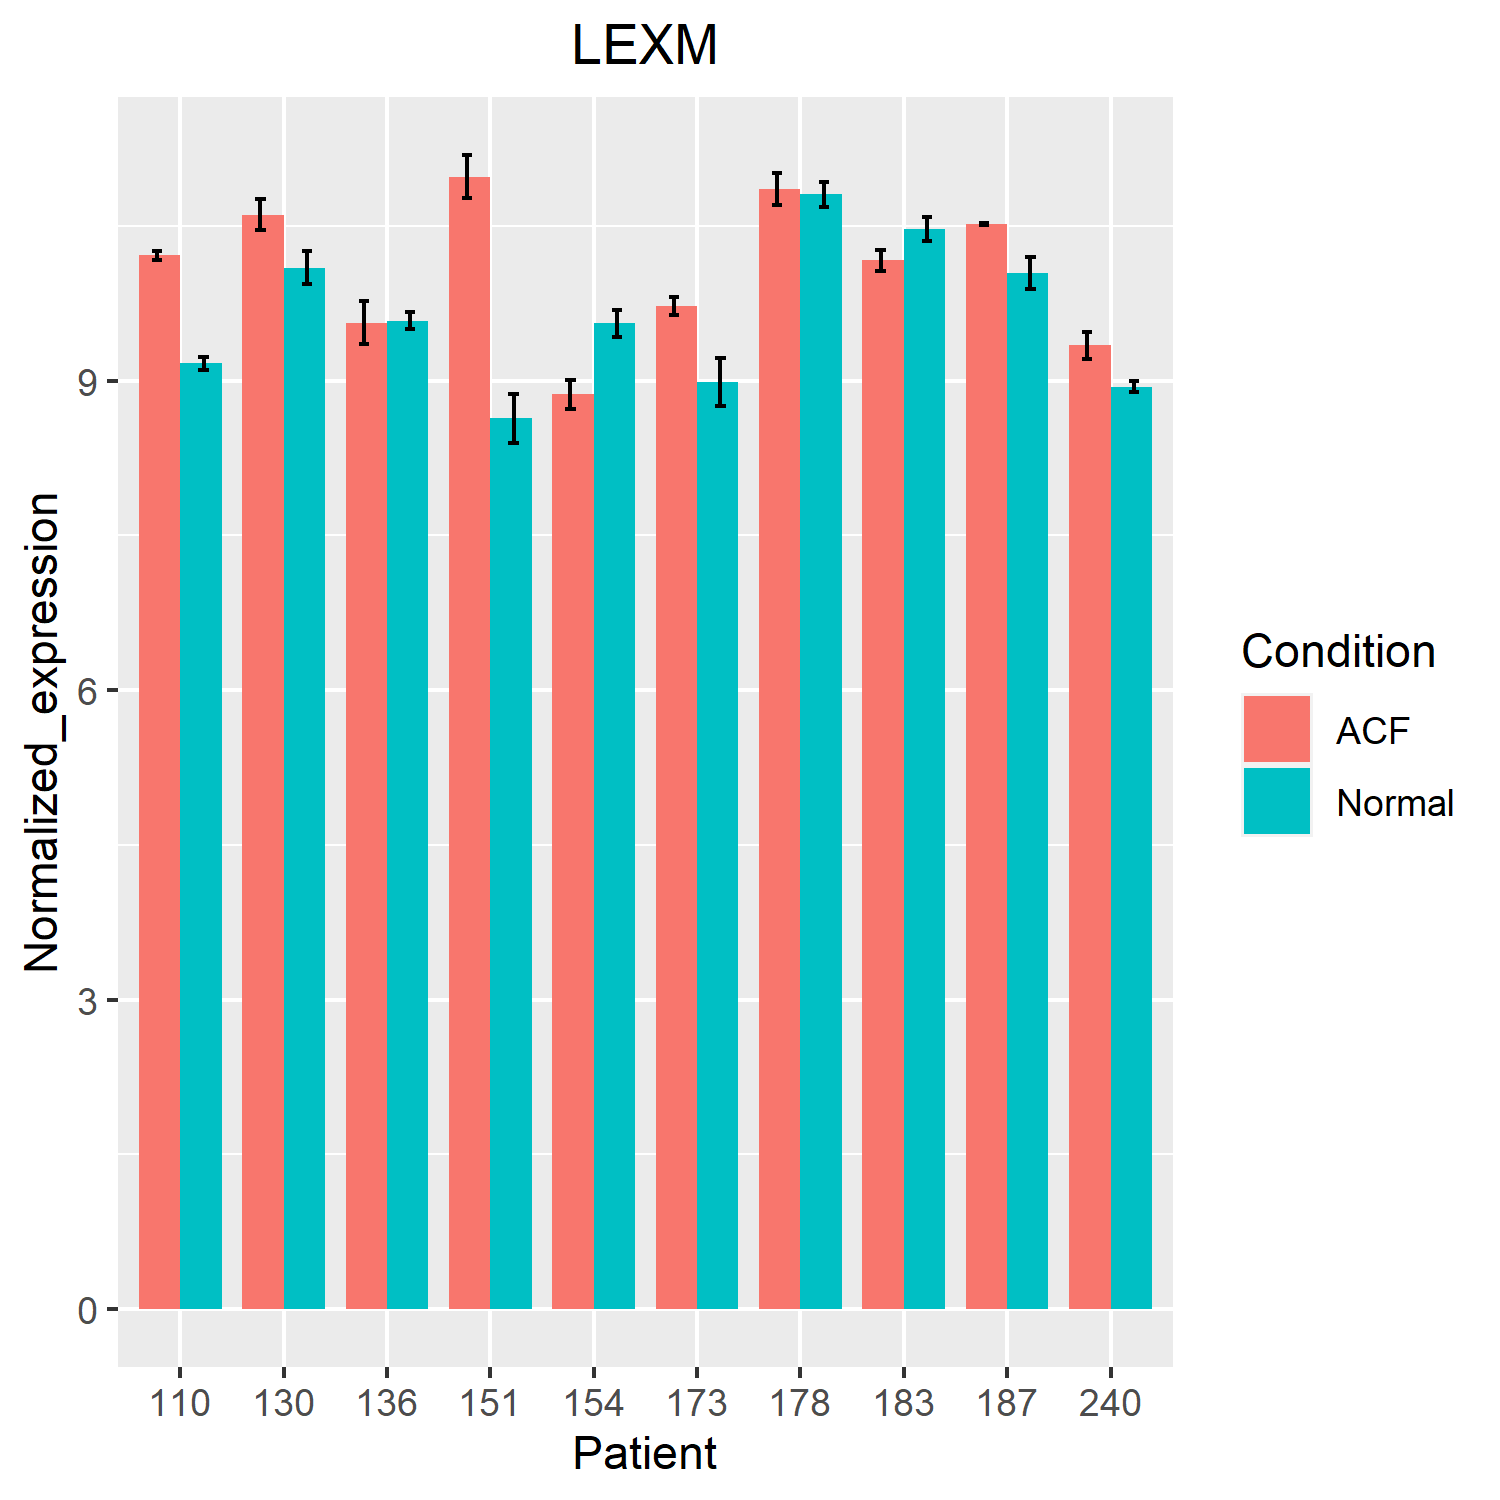 LEXM
Normalized_expression
9
6
3
0
110 130 136 151 154 173 178 183 187 240
Patient
Condition
ACF
Normal